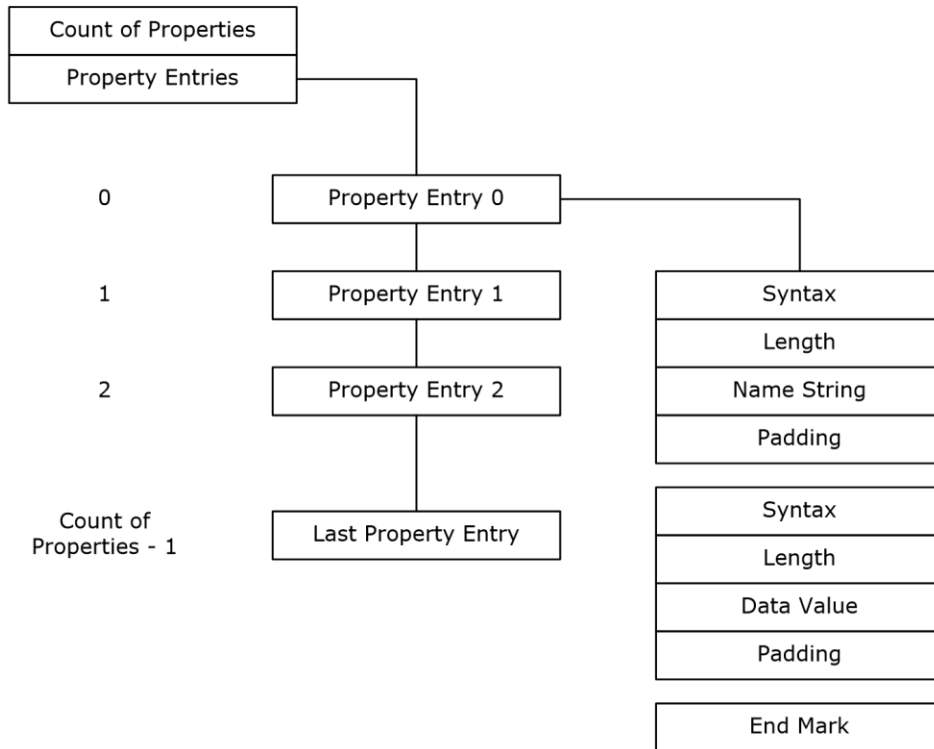 Count of Properties
Property Entries
0
Property Entry 0
1
Property Entry 1
2
Property Entry 2
Count of
Properties - 1
Last Property Entry
Syntax
Length
Name String
Padding
Syntax
Length
Data Value
Padding
End Mark